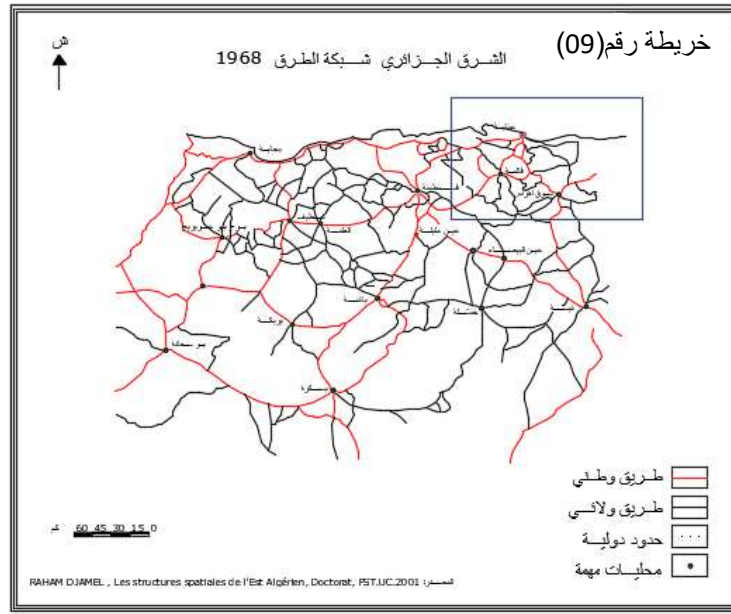 خريطة رقم(09)
الشرق الجزائري شبكة الطرق 1968
ش
عنابة
بجاية
قالمة
قسنطينة
سوق أهراس
سطيف
العلمة
عين مليلة
عين البيضاء
باتنة
خنشلة
تبسة
بريكة
بوسعادة
بسكرة
طريق وطني
طريق ولائي
حدود دولية
محليات مهمة
60 45 30 15 0 كم
المصدر: RAHAM DJAMEL , Les structures spatiales de l'Est Algérien, Doctorat, FST.UC.2001